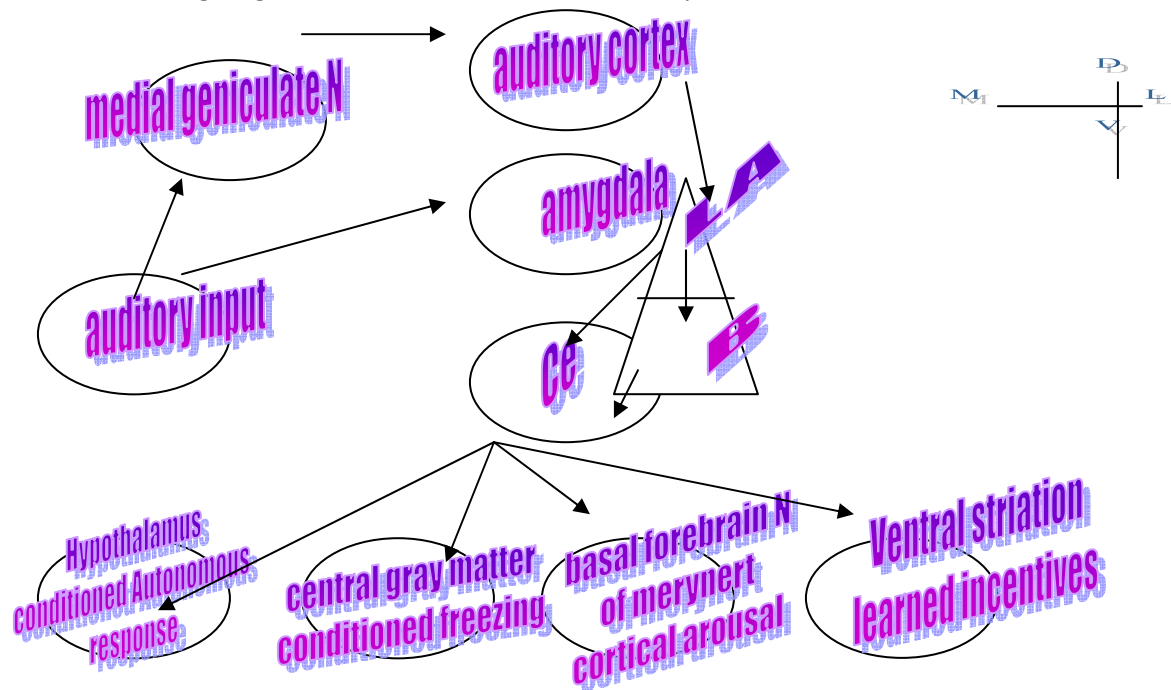 auditory cortex
medial geniculate N
D
M L
V
amygdala
LA
auditory input
B
ce
Hypothalamus
conditioned Autonomous
response
central gray matter
conditioned freezing
basal forebrain N
of merynert
cortical arousal
Ventral striation
learned incentives